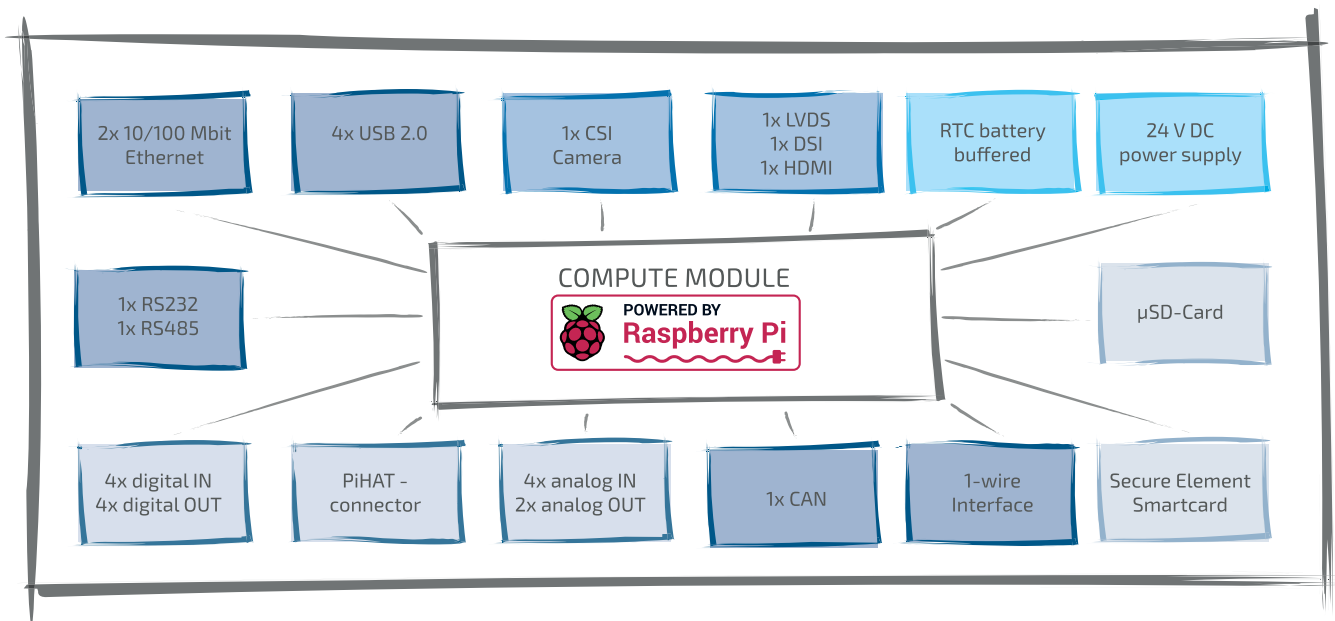 2x 10/100 Mbit
Ethernet
4x USB 2.0
1x CSI
Camera
1x LVDS
1x DSI
1x HDMI
RTC battery
buffered
24 V DC
power supply
1x RS232
1x RS485
COMPUTE MODULE
POWERED BY
Raspberry Pi
µSD-Card
4x digital IN
4x digital OUT
PiHAT -
connector
4x analog IN
2x analog OUT
1x CAN
1-wire
Interface
Secure Element
Smartcard